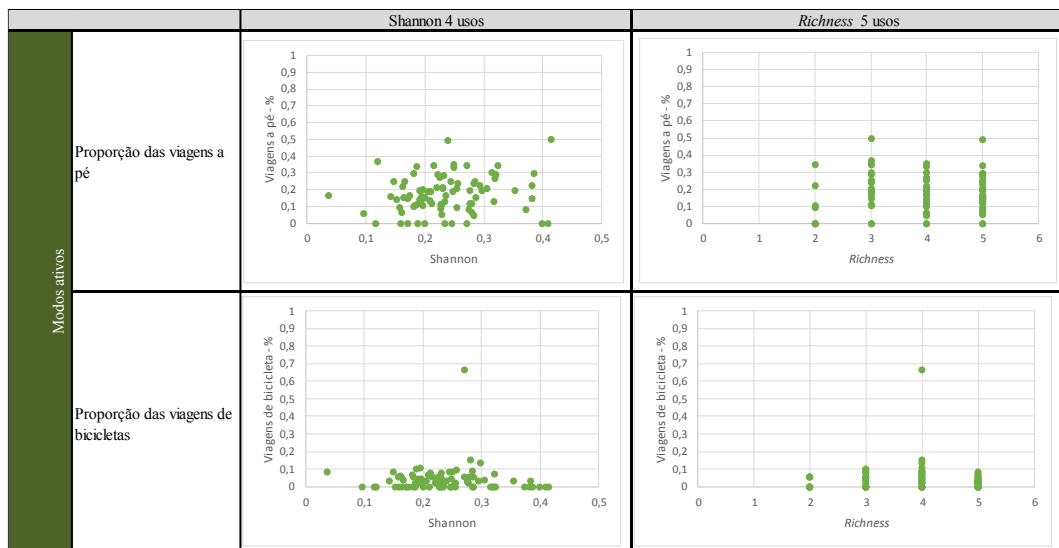 Shannon 4 usos
Richness 5 usos
Modos ativos
Proporção das viagens a
pé
Viagens a pé - %
1
0,9
0,8
0,7
0,6
0,5
0,4
0,3
0,2
0,1
0
0 0,1 0,2 0,3 0,4 0,5
Shannon
Viagens a pé - %
1
0,9
0,8
0,7
0,6
0,5
0,4
0,3
0,2
0,1
0
0 1 2 3 4 5 6
Richness
Proporção das viagens de
bicicletas
Viagens de bicicleta - %
1
0,9
0,8
0,7
0,6
0,5
0,4
0,3
0,2
0,1
0
0 0,1 0,2 0,3 0,4 0,5
Shannon
Viagens de bicicleta - %
1
0,9
0,8
0,7
0,6
0,5
0,4
0,3
0,2
0,1
0
0 1 2 3 4 5 6
Richness